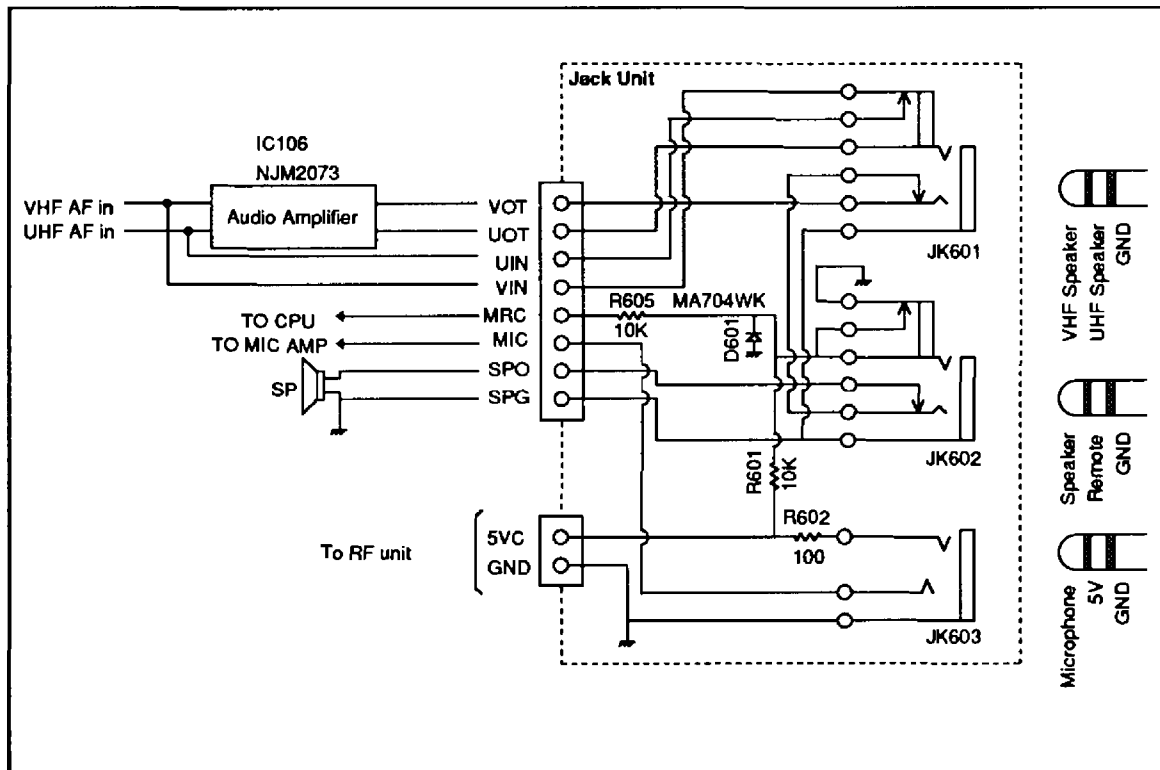 Jack Unit
IC106
NJM2073
Audio Amplifier
VHF AF in
UHF AF in
VOT
UOT
UIN
VIN
MRC
MIC
SPO
SPG
TO CPU
TO MIC AMP
SP
R605
10K
MA704WK
D601
R601
10K
R602
100
5VC
GND
To RF unit
JK601
JK602
JK603
VHF Speaker
UHF Speaker
GND
Speaker
Remote
GND
Microphone
5V
GND